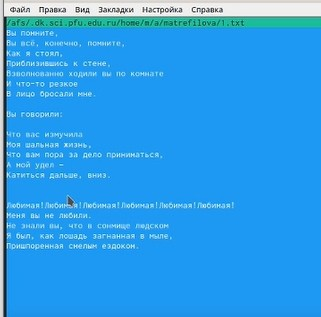 Файл Правка Вид Закладки Настройка Справка
/afs/.dk.sci.pfu.edu.ru/home/m/a/matrefilova/1.txt
Вы помните,
Вы всё, конечно, помните,
Как я стоял,
Приблизившись к стене,
Взволнованно ходили вы по комнате
И что-то резкое
В лицо бросали мне.
Вы говорили:
Что вас измучила
Моя шальная жизнь,
Что вам пора за дело приниматься,
А мой удел –
Катиться дальше, вниз.
Любимая!Любимая!Любимая!Любимая!Любимая!Любимая!
Меня вы не любили.
Не знали вы, что в сонмище людском
Я был, как лошадь загнанная в мыле,
Пришпоренная смелым ездоком.